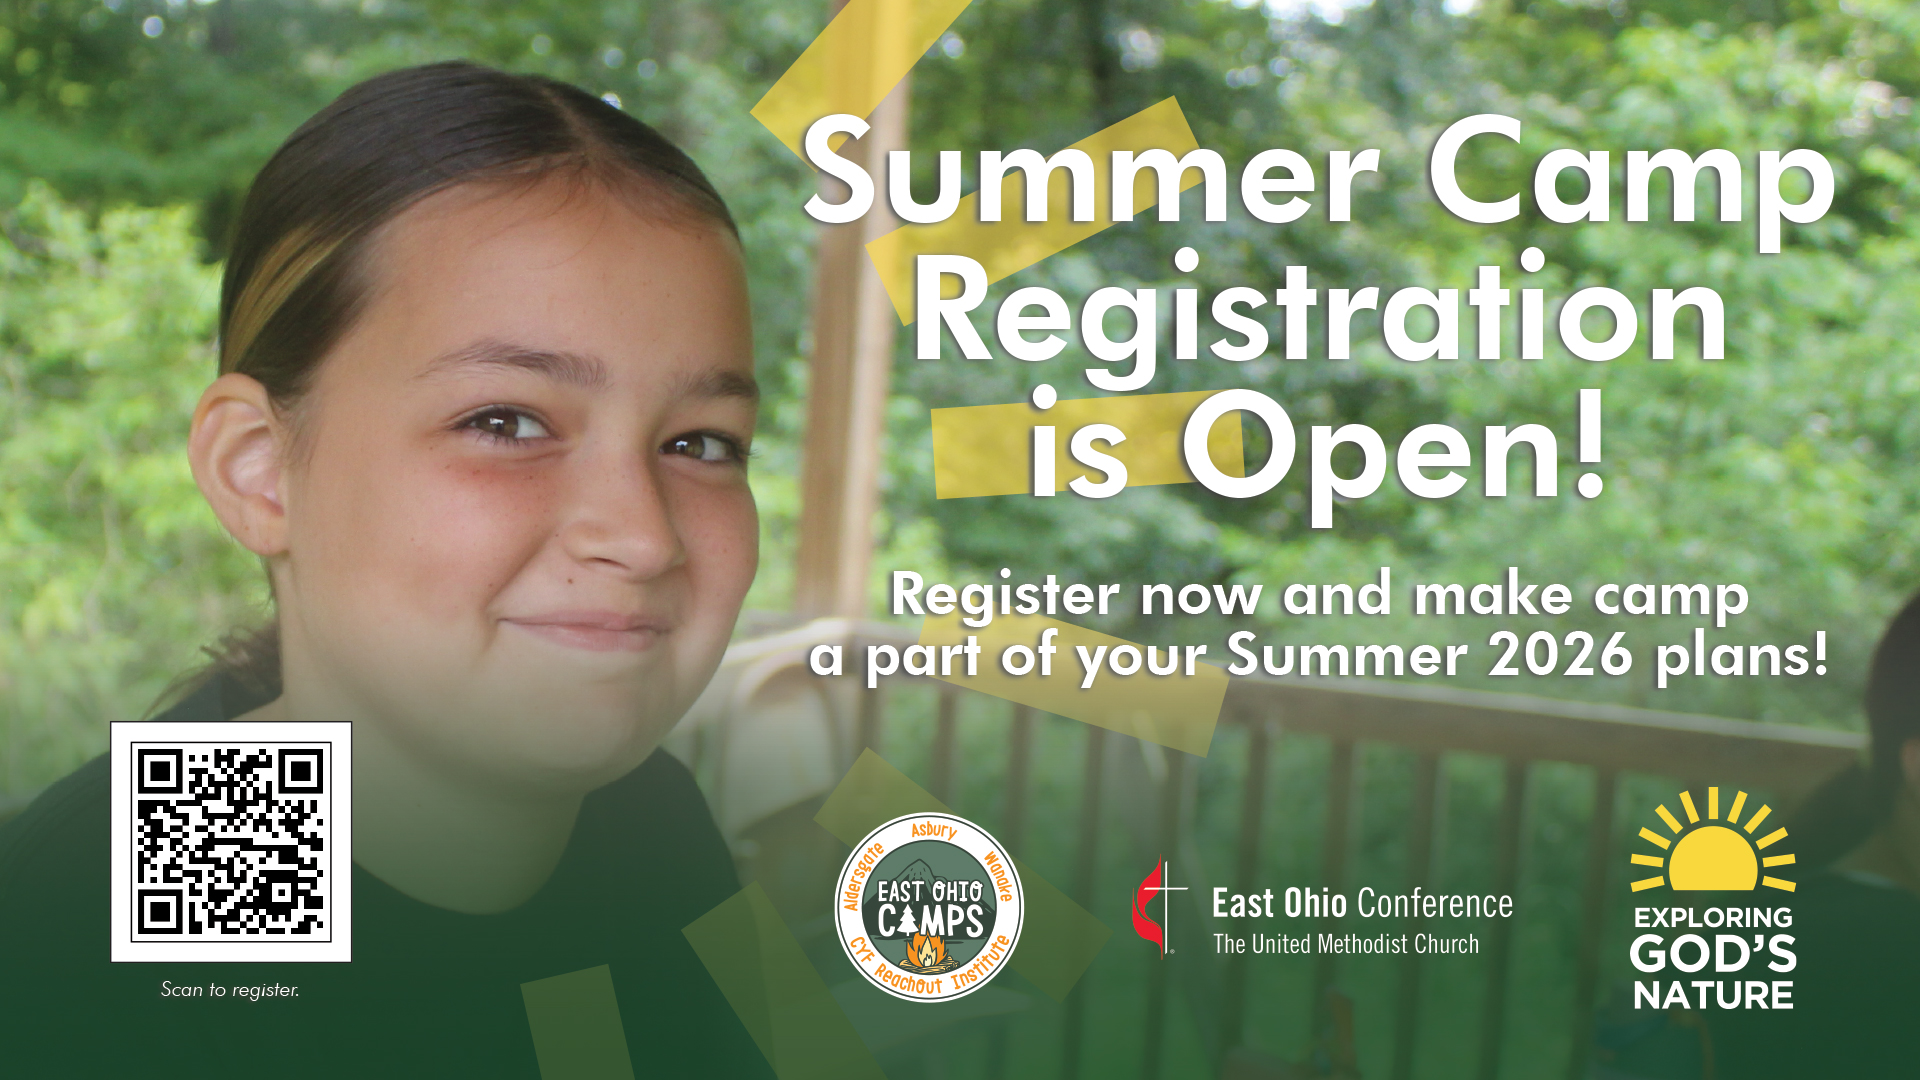 Summer Camp
Registration
is Open!
Register now and make camp
a part of your Summer 2026 plans!
Scan to register.
Aldersgate Asbury Wanake
EAST OHIO
CAMPS
CYF Reachout Institute
East Ohio Conference
The United Methodist Church
EXPLORING
GOD'S
NATURE